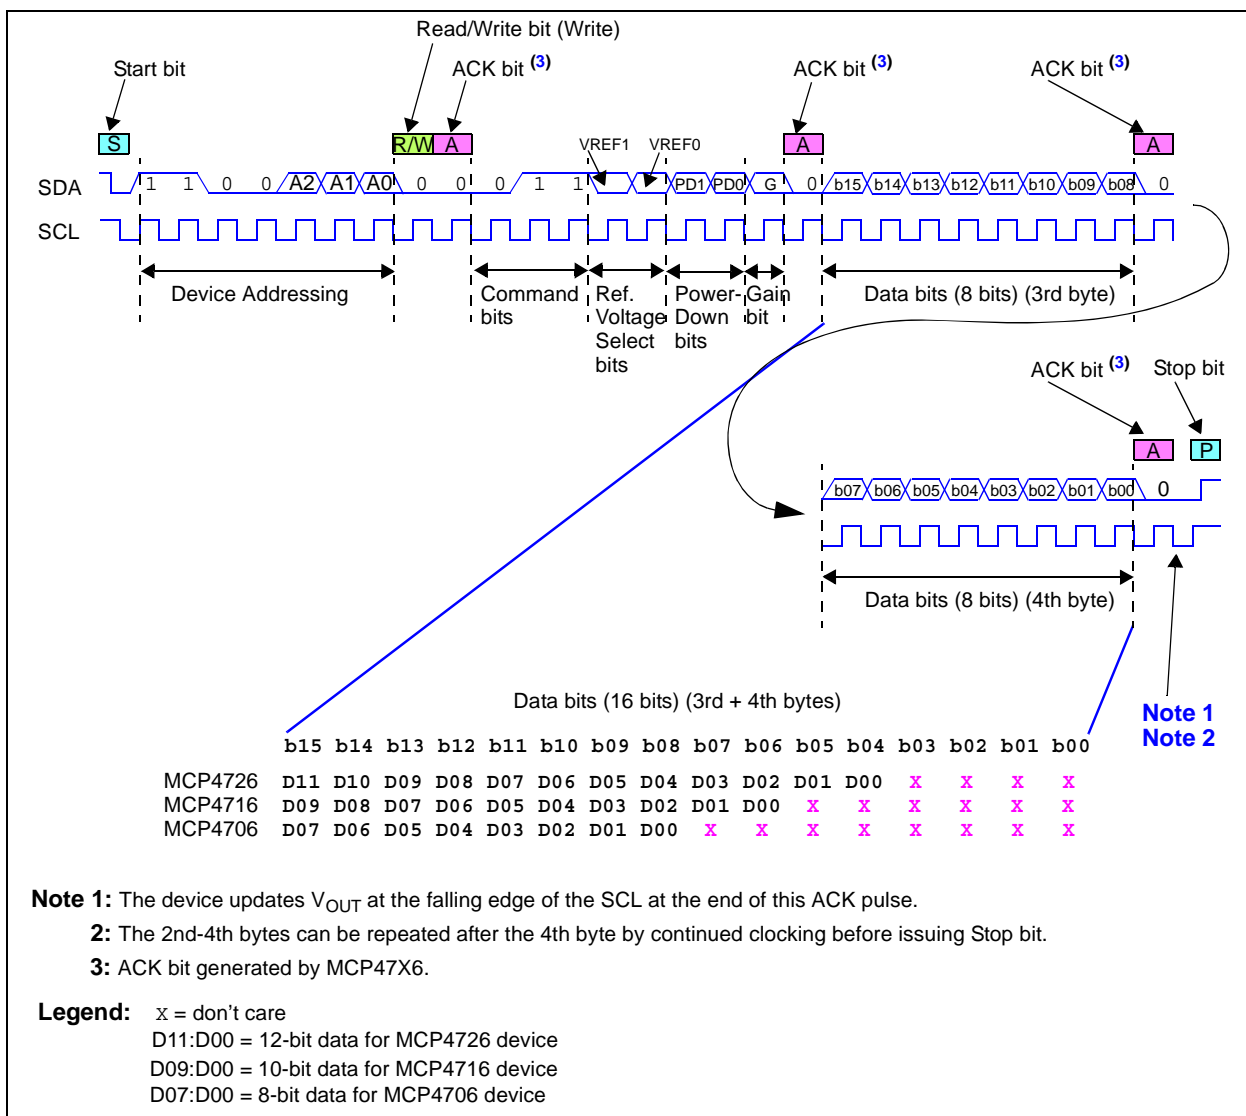 Read/Write bit (Write)
Start bit
ACK bit (3)
ACK bit (3)
ACK bit (3)
S
R/W A
A
A
VREF1 VREF0
SDA 1 1 0 0 A2 A1 A0 0 0 0 1 1 PD1 PD0 G 0 b15 b14 b13 b12 b11 b10 b09 b08 0
SCL
Device Addressing
Command bits
Ref. Voltage Select bits
Power-Down bits
Gain bit
Data bits (8 bits) (3rd byte)
ACK bit (3) Stop bit
A P
b07 b06 b05 b04 b03 b02 b01 b00 0
Data bits (8 bits) (4th byte)
Note 1
Note 2
Data bits (16 bits) (3rd + 4th bytes)
b15 b14 b13 b12 b11 b10 b09 b08 b07 b06 b05 b04 b03 b02 b01 b00
MCP4726 D11 D10 D09 D08 D07 D06 D05 D04 D03 D02 D01 D00 X X X X
MCP4716 D09 D08 D07 D06 D05 D04 D03 D02 D01 D00 X X X X X X
MCP4706 D07 D06 D05 D04 D03 D02 D01 D00 X X X X X X X X
Note 1: The device updates VOUT at the falling edge of the SCL at the end of this ACK pulse.
2: The 2nd-4th bytes can be repeated after the 4th byte by continued clocking before issuing Stop bit.
3: ACK bit generated by MCP47X6.
Legend: X = don't care
D11:D00 = 12-bit data for MCP4726 device
D09:D00 = 10-bit data for MCP4716 device
D07:D00 = 8-bit data for MCP4706 device